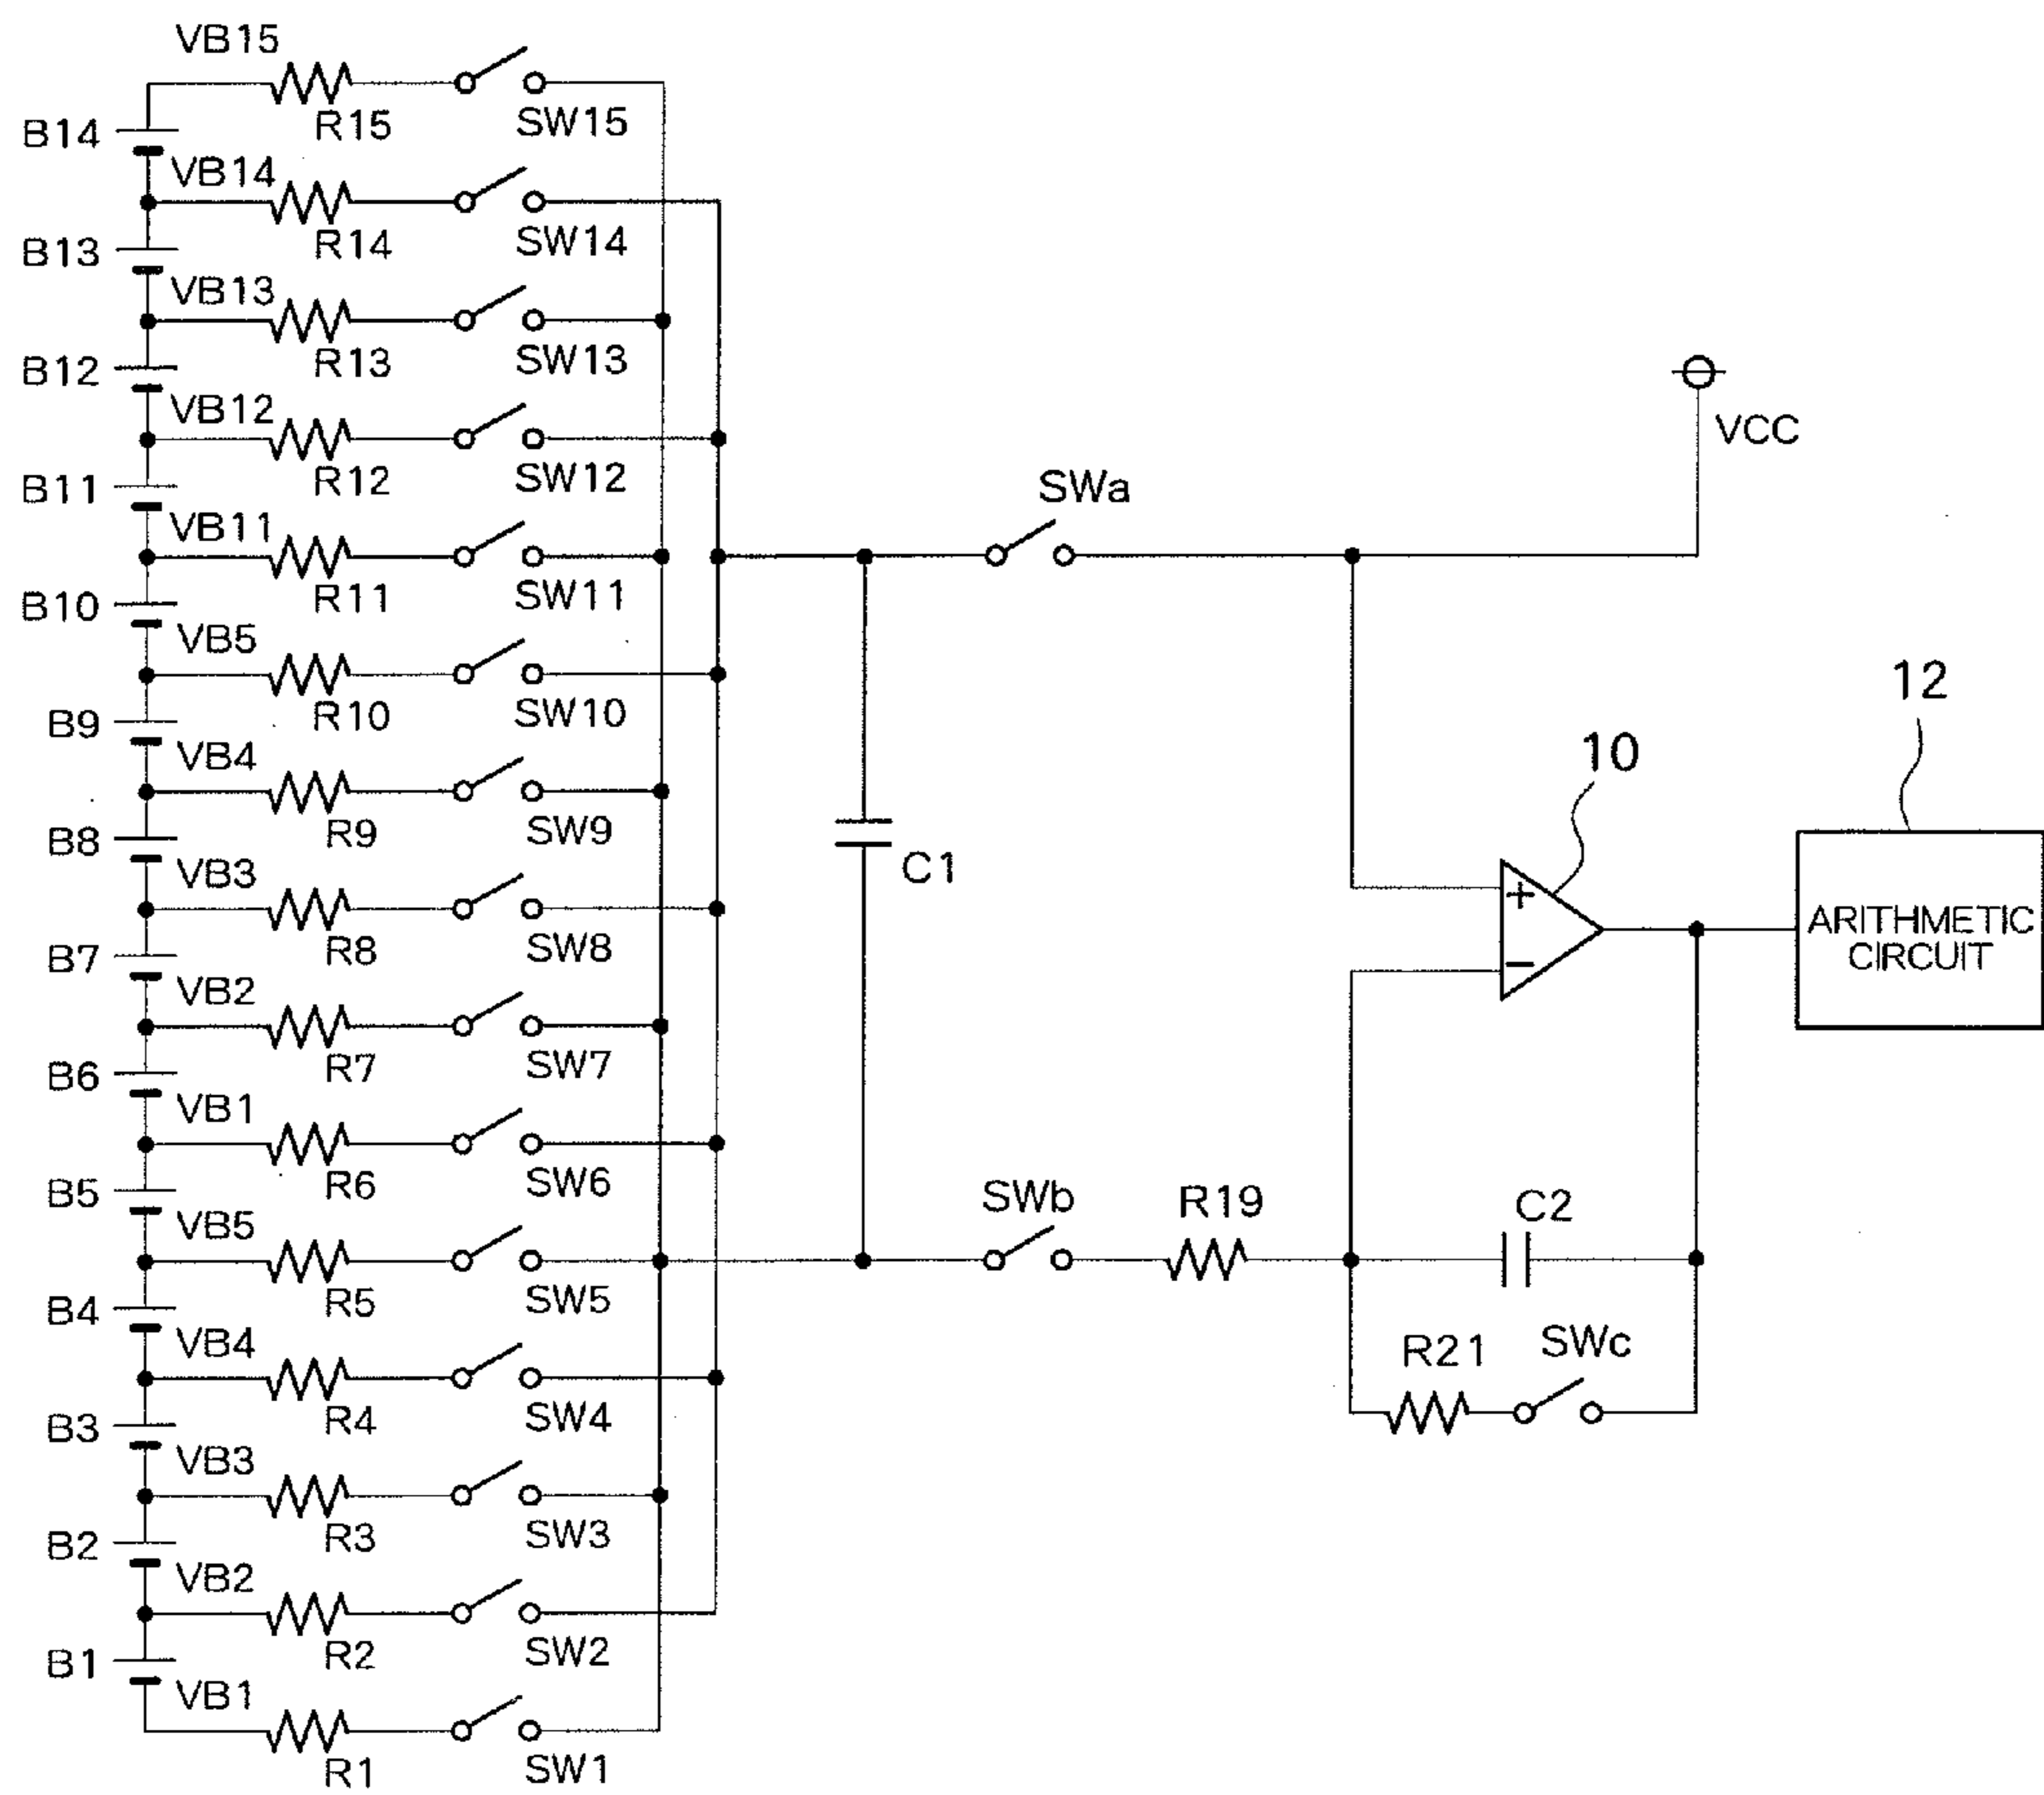 VB15
R15
SW15
B14
VB14
R14
SW14
B13
VB13
R13
SW13
B12
VB12
R12
SW12
B11
VB11
R11
SW11
B10
VB5
R10
SW10
B9
VB4
R9
SW9
B8
VB3
R8
SW8
B7
VB2
R7
SW7
B6
VB1
R6
SW6
B5
VB5
R5
SW5
B4
VB4
R4
SW4
B3
VB3
R3
SW3
B2
VB2
R2
SW2
B1
VB1
R1
SW1
C1
SWa
VCC
10
+
−
12
ARITHMETIC
CIRCUIT
SWb
R19
C2
R21
SWc